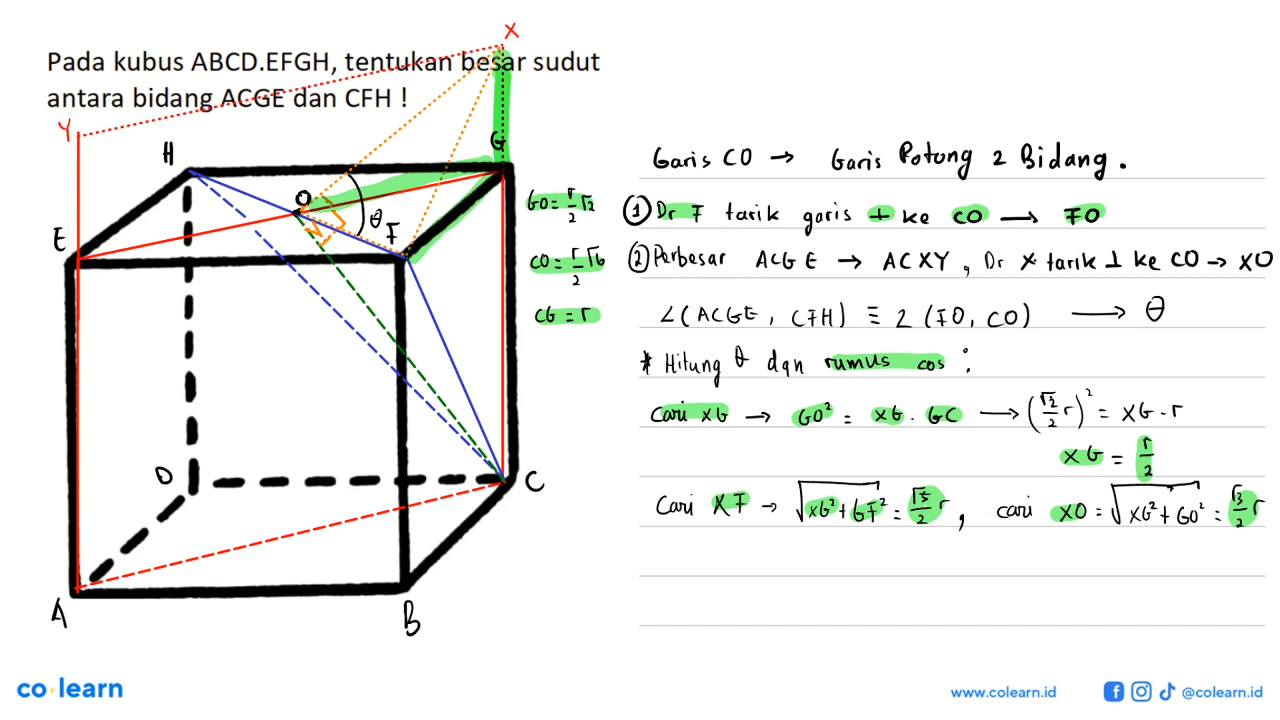 Pada kubus ABCD.EFGH, tentukan besar sudut
antara bidang ACGE dan CFH !
X
Y
H
G
O
θ
F
E
D
C
A
B
GO = r/2 √2
CO = r/2 √6
CG = r
Garis CO → Garis Potong 2 Bidang.
① Dr F tarik garis ⊥ ke CO → FO
② Perbesar ACGE → ACXY, Dr X tarik ⊥ ke CO → XO
∠(ACGE, CFH) ≡ ∠(FO, CO) → θ
* Hitung θ dgn rumus cos :
Cari XG → GO² = XG · GC → (√2/2 r)² = XG · r
XG = r/2
Cari XF → √XG² + GF² = √5/2 r, cari XO = √XG² + GO² = √3/2 r
co learn
www.colearn.id
@colearn.id